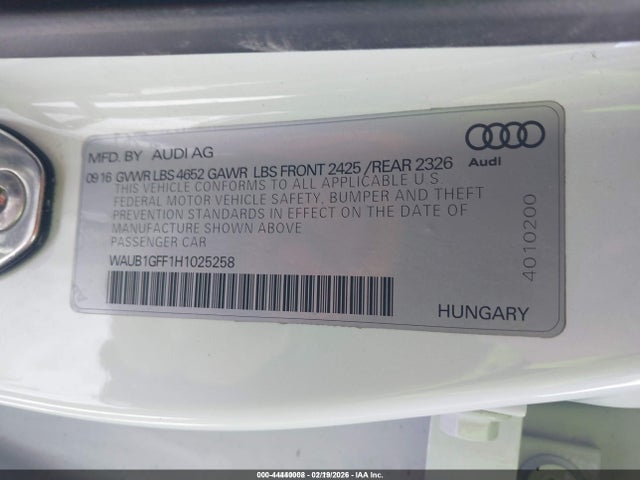 MFD. BY AUDI AG
Audi
09 16 GVWR LBS 4652 GAWR LBS FRONT 2425 / REAR 2326
THIS VEHICLE CONFORMS TO ALL APPLICABLE U.S.
FEDERAL MOTOR VEHICLE SAFETY, BUMPER AND THEFT
PREVENTION STANDARDS IN EFFECT ON THE DATE OF
MANUFACTURE SHOWN ABOVE
PASSENGER CAR
WAUB1GFF1H1025258
4010200
HUNGARY
000-44440008 - 02/19/2026 - IAA Inc.